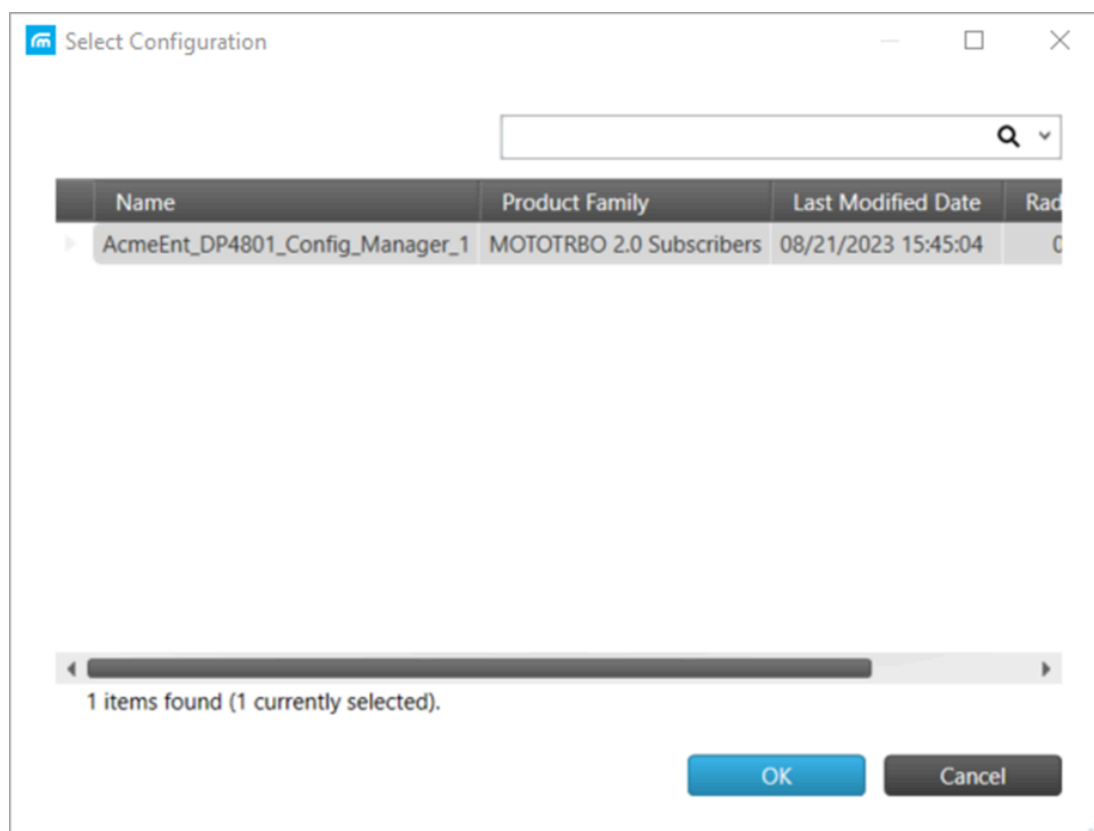 Select Configuration
Name Product Family Last Modified Date Rad
AcmeEnt_DP4801_Config_Manager_1 MOTOTRBO 2.0 Subscribers 08/21/2023 15:45:04
1 items found (1 currently selected).
OK Cancel